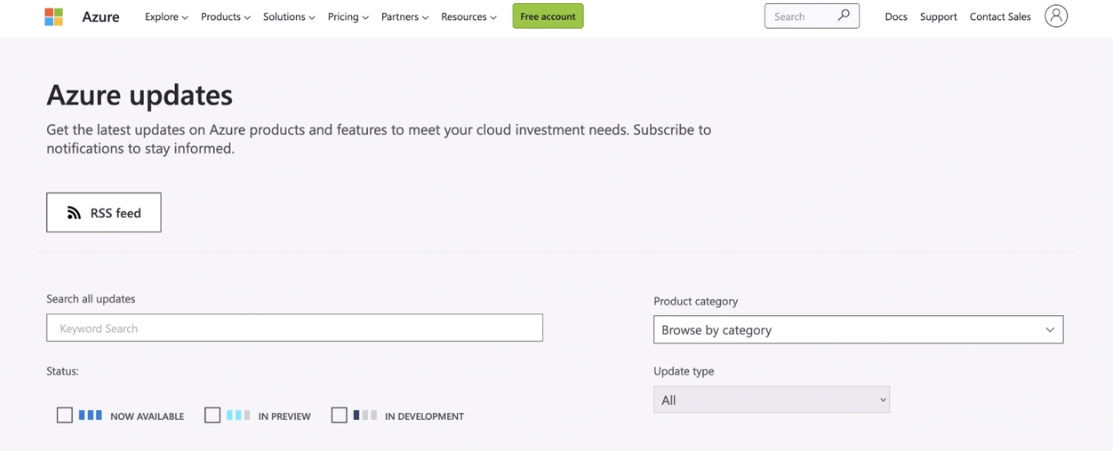 Azure Explore Products Solutions Pricing Partners Resources Free account Search Docs Support Contact Sales
Azure updates
Get the latest updates on Azure products and features to meet your cloud investment needs. Subscribe to
notifications to stay informed.
RSS feed
Search all updates
Keyword Search
Product category
Browse by category
Status:
NOW AVAILABLE IN PREVIEW IN DEVELOPMENT
Update type
All